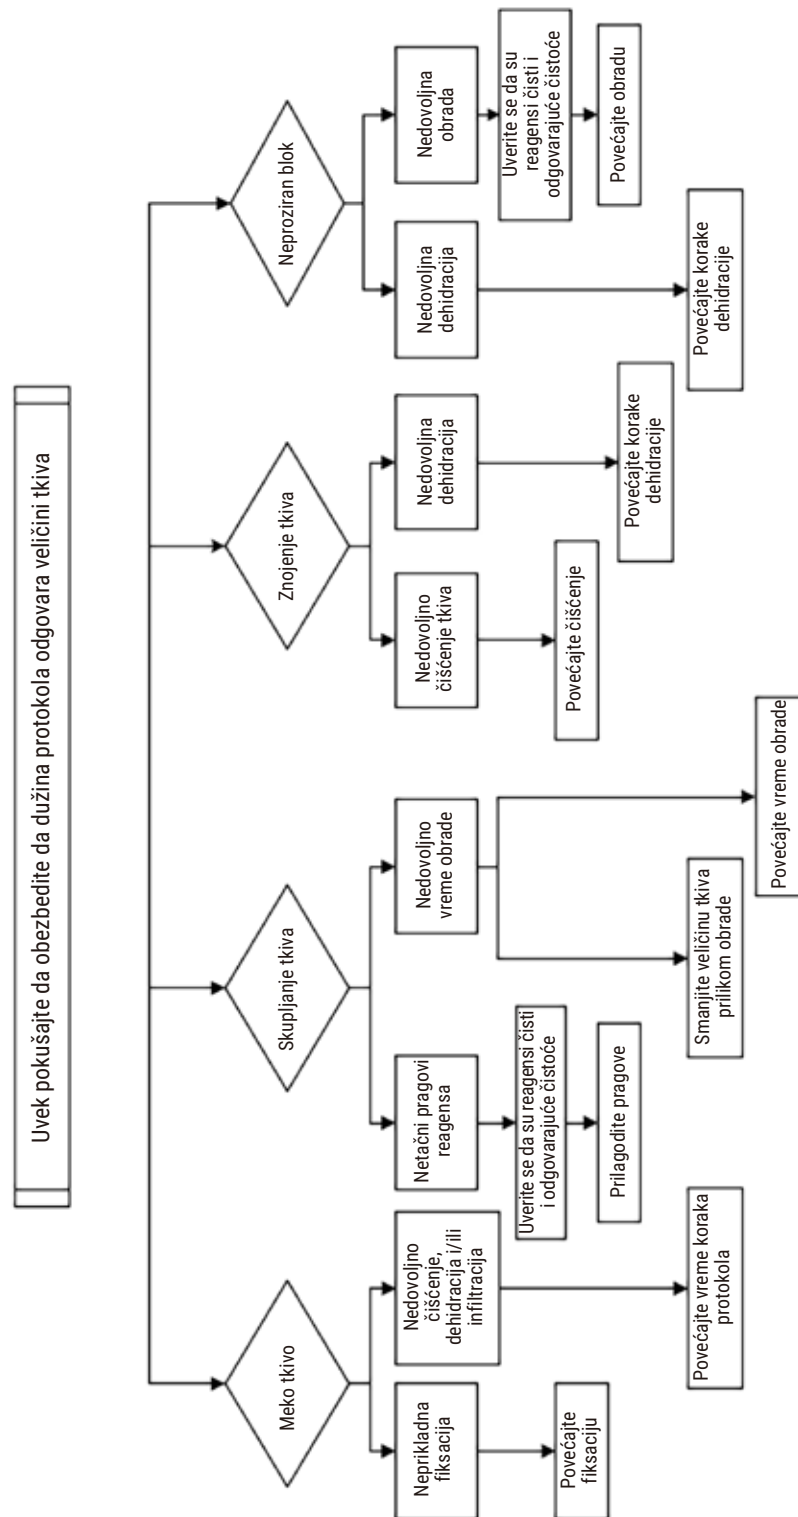 Uvek pokušajte da obezbedite da dužina protokola odgovara veličini tkiva
Meko tkivo
Skupljanje tkiva
Znojenje tkiva
Neproziran blok
Neprikladna
fiksacija
Nedovoljno
čišćenje,
dehidracija i/ili
infiltracija
Netačni pragovi
reagensa
Nedovoljno
vreme obrade
Nedovoljno
čišćenje tkiva
Nedovoljna
dehidracija
Nedovoljna
dehidracija
Nedovoljna
obrada
Povećajte
fiksaciju
Povećajte vreme koraka
protokola
Uverite se da su reagensi čisti
i odgovarajuće čistoće
Prilagodite pragove
Smanjite veličinu tkiva
prilikom obrade
Povećajte vreme obrade
Povećajte čišćenje
Povećajte korake
dehidracije
Povećajte korake
dehidracije
Uverite se da su
reagensi čisti i
odgovarajuće čistoće
Povećajte obradu